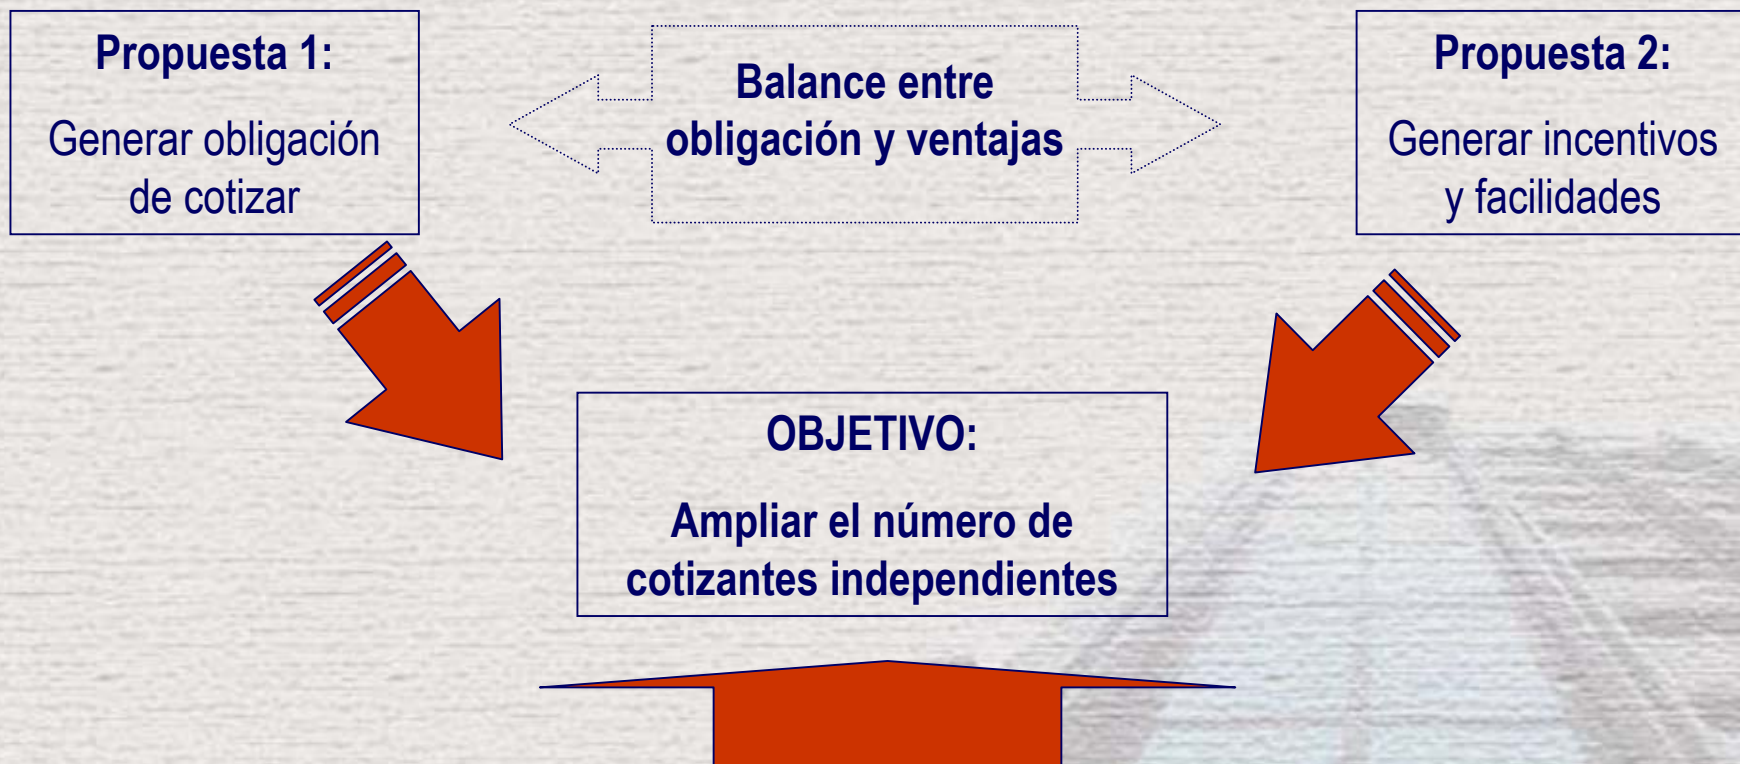 Propuesta 1:
Generar obligación
de cotizar
Balance entre
obligación y ventajas
Propuesta 2:
Generar incentivos
y facilidades
OBJETIVO:
Ampliar el número de
cotizantes independientes